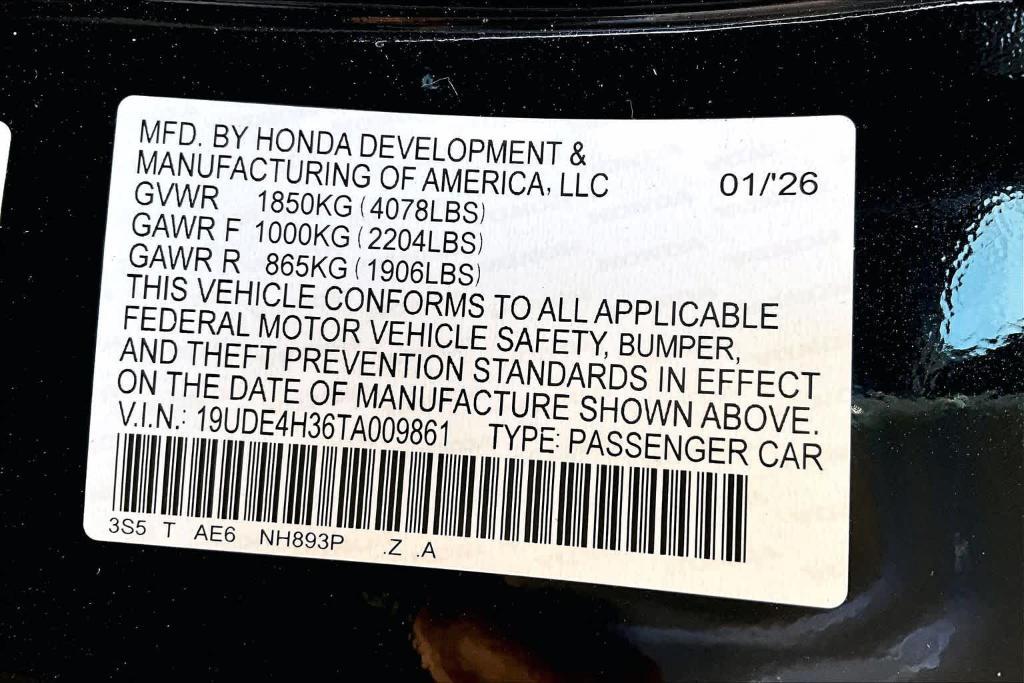 MFD. BY HONDA DEVELOPMENT &
MANUFACTURING OF AMERICA, LLC 01/'26
GVWR 1850KG (4078LBS)
GAWR F 1000KG (2204LBS)
GAWR R 865KG (1906LBS)
THIS VEHICLE CONFORMS TO ALL APPLICABLE
FEDERAL MOTOR VEHICLE SAFETY, BUMPER,
AND THEFT PREVENTION STANDARDS IN EFFECT
ON THE DATE OF MANUFACTURE SHOWN ABOVE.
V.I.N.: 19UDE4H36TA009861 TYPE: PASSENGER CAR
3S5 T AE6 NH893P .Z .A